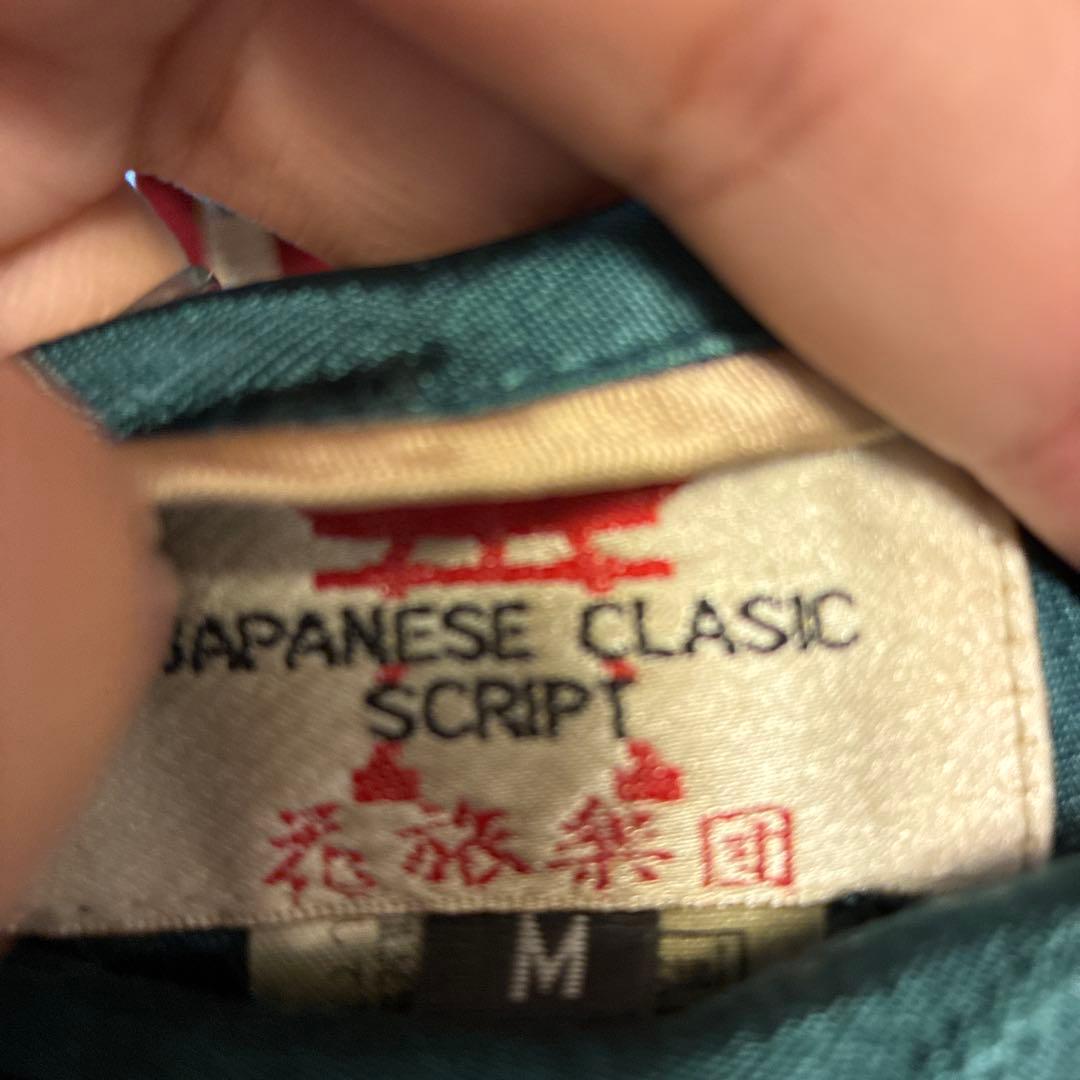 JAPANESE CLASIC
SCRIPT
花旅楽団
M